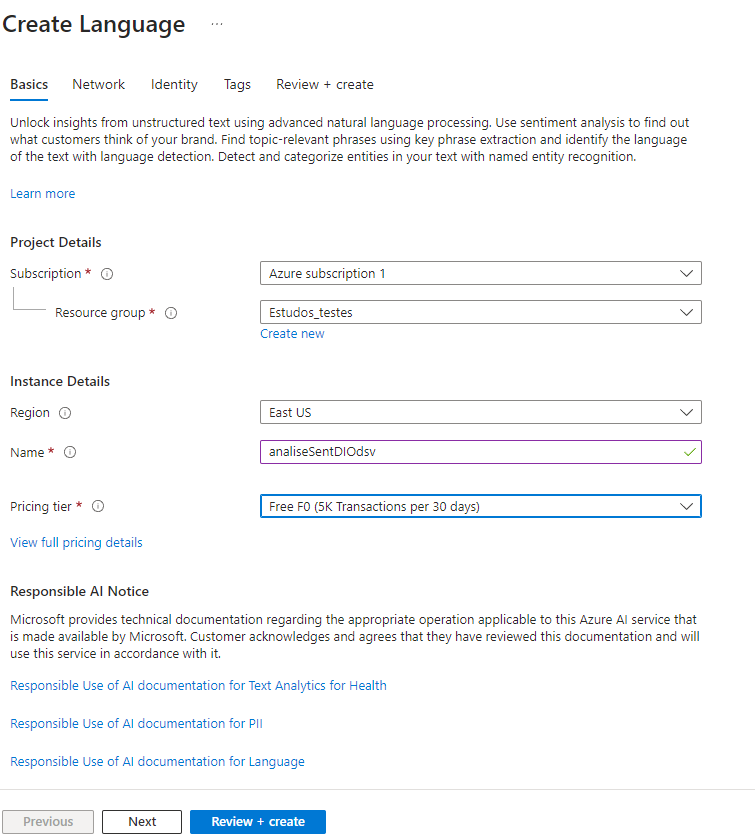 Create Language ...
Basics Network Identity Tags Review + create
Unlock insights from unstructured text using advanced natural language processing. Use sentiment analysis to find out
what customers think of your brand. Find topic-relevant phrases using key phrase extraction and identify the language
of the text with language detection. Detect and categorize entities in your text with named entity recognition.
Learn more
Project Details
Subscription *
Azure subscription 1
Resource group *
Estudos_testes
Create new
Instance Details
Region
East US
Name *
analiseSentDIOdsv
Pricing tier *
Free F0 (5K Transactions per 30 days)
View full pricing details
Responsible AI Notice
Microsoft provides technical documentation regarding the appropriate operation applicable to this Azure AI service that
is made available by Microsoft. Customer acknowledges and agrees that they have reviewed this documentation and will
use this service in accordance with it.
Responsible Use of AI documentation for Text Analytics for Health
Responsible Use of AI documentation for PII
Responsible Use of AI documentation for Language
Previous Next Review + create